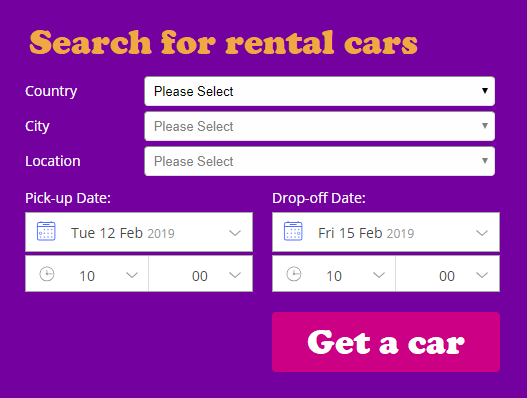 Search for rental cars
Country Please Select
City Please Select
Location Please Select
Pick-up Date: Drop-off Date:
Tue 12 Feb 2019 Fri 15 Feb 2019
10 00 10 00
Get a car